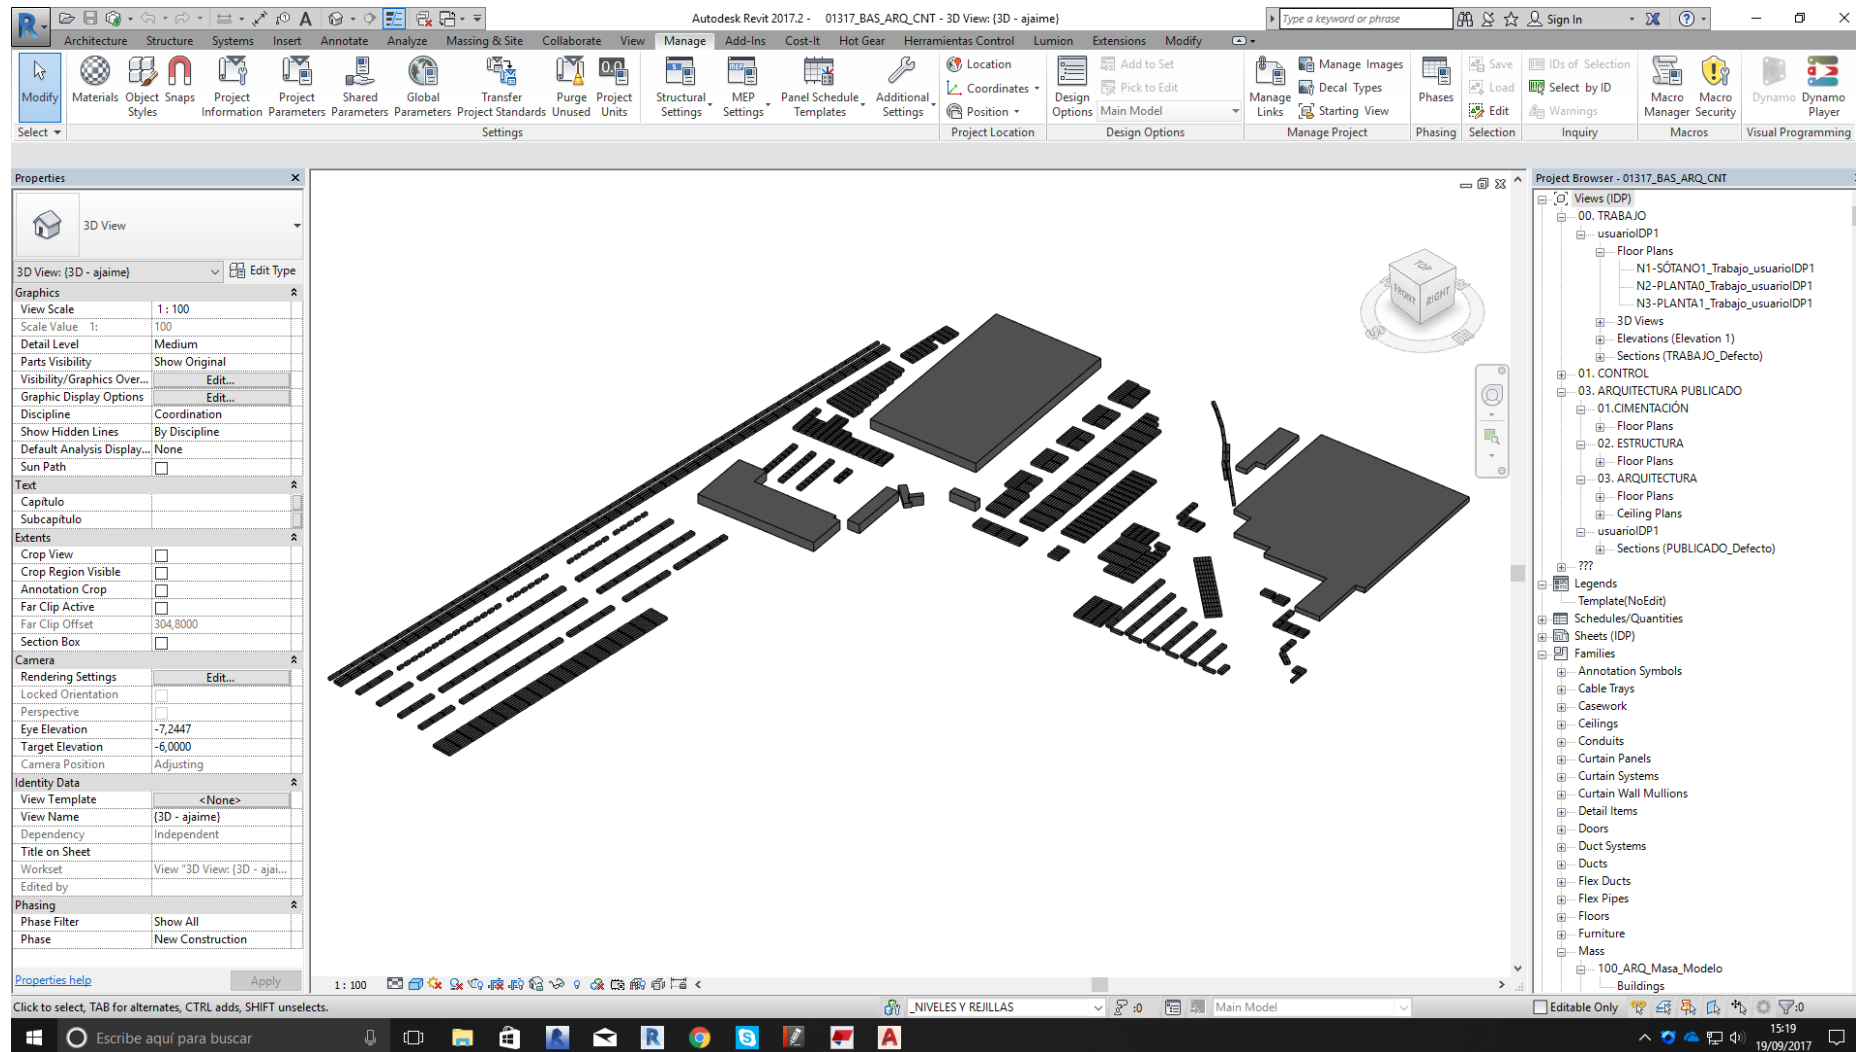 Autodesk Revit 2017.2 - 01317_BAS_ARQ_CNT - 3D View: {3D - ajaime}
Type a keyword or phrase
Sign In
Architecture Structure Systems Insert Annotate Analyze Massing & Site Collaborate View Manage Add-Ins Cost-It Hot Gear Herramientas Control Lumion Extensions Modify
Modify
Materials
Object Styles
Snaps
Project Information
Project Parameters
Shared Parameters
Global Parameters
Transfer Project Standards
Purge Unused
Project Units
Structural Settings
MEP Settings
Panel Schedule Templates
Additional Settings
Location
Coordinates
Position
Design Options
Add to Set
Pick to Edit
Main Model
Manage Links
Manage Images
Decal Types
Starting View
Phases
Save
Load
Edit
IDs of Selection
Select by ID
Warnings
Macro Manager
Macro Security
Dynamo
Dynamo Player
Select
Settings
Project Location
Design Options
Manage Project
Phasing
Selection
Inquiry
Macros
Visual Programming
Properties
3D View
3D View: {3D - ajaime}
Edit Type
Graphics
View Scale 1 : 100
Scale Value 1: 100
Detail Level Medium
Parts Visibility Show Original
Visibility/Graphics Over... Edit...
Graphic Display Options Edit...
Discipline Coordination
Show Hidden Lines By Discipline
Default Analysis Display... None
Sun Path
Text
Capítulo
Subcapítulo
Extents
Crop View
Crop Region Visible
Annotation Crop
Far Clip Active
Far Clip Offset 304,8000
Section Box
Camera
Rendering Settings Edit...
Locked Orientation
Perspective
Eye Elevation -7,2447
Target Elevation -6,0000
Camera Position Adjusting
Identity Data
View Template <None>
View Name {3D - ajaime}
Dependency Independent
Title on Sheet
Workset View "3D View: {3D - ajai...
Edited by
Phasing
Phase Filter Show All
Phase New Construction
Properties help
Apply
TOP
FRONT
RIGHT
S
E
1 : 100
Project Browser - 01317_BAS_ARQ_CNT
Views (IDP)
00. TRABAJO
usuarioIDP1
Floor Plans
N1-SÓTANO1_Trabajo_usuarioIDP1
N2-PLANTA0_Trabajo_usuarioIDP1
N3-PLANTA1_Trabajo_usuarioIDP1
3D Views
Elevations (Elevation 1)
Sections (TRABAJO_Defecto)
01. CONTROL
03. ARQUITECTURA PUBLICADO
01.CIMENTACIÓN
Floor Plans
02. ESTRUCTURA
Floor Plans
03. ARQUITECTURA
Floor Plans
Ceiling Plans
usuarioIDP1
Sections (PUBLICADO_Defecto)
???
Legends
Template(NoEdit)
Schedules/Quantities
Sheets (IDP)
Families
Annotation Symbols
Cable Trays
Casework
Ceilings
Conduits
Curtain Panels
Curtain Systems
Curtain Wall Mullions
Detail Items
Doors
Duct Systems
Ducts
Flex Ducts
Flex Pipes
Floors
Furniture
Mass
100_ARQ_Masa_Modelo
Buildings
Click to select, TAB for alternates, CTRL adds, SHIFT unselects.
_NIVELES Y REJILLAS
:0
Main Model
Editable Only
:0
Escribe aquí para buscar
15:19
19/09/2017